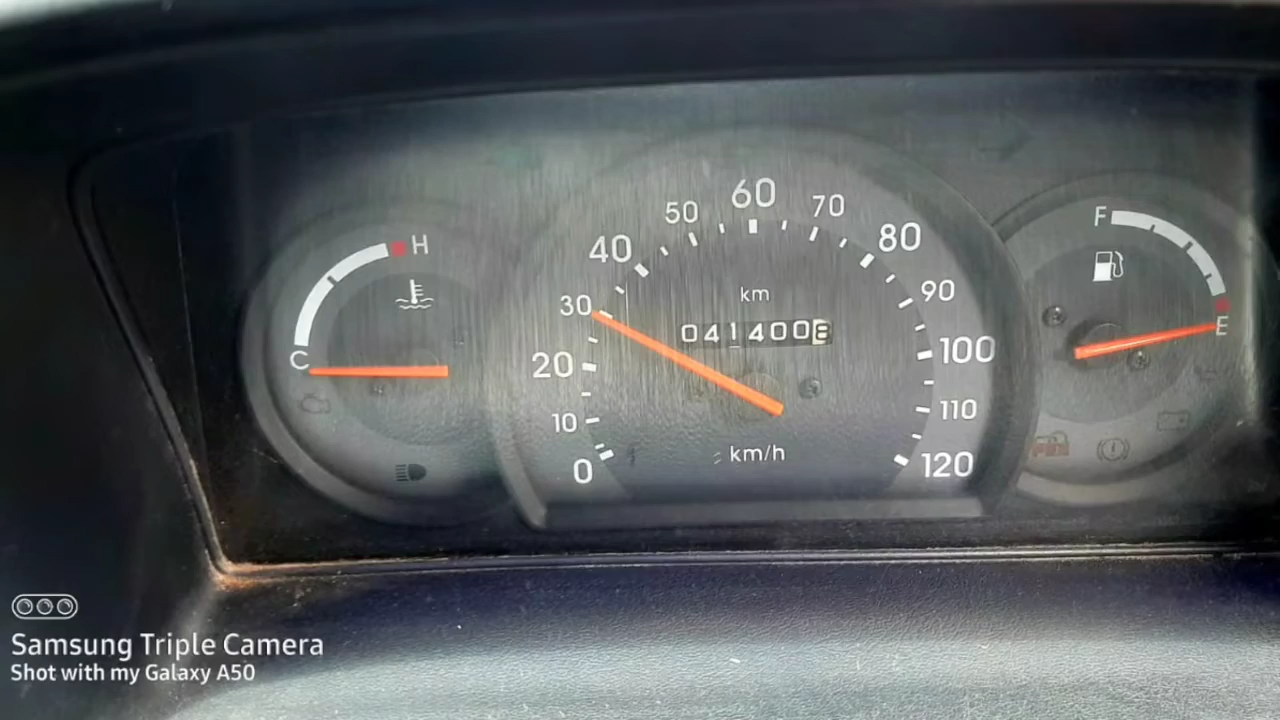 60
50 70
40 80
H F
30 km 90
041400
C 20 100 E
10 110
km/h
0 120
Samsung Triple Camera
Shot with my Galaxy A50